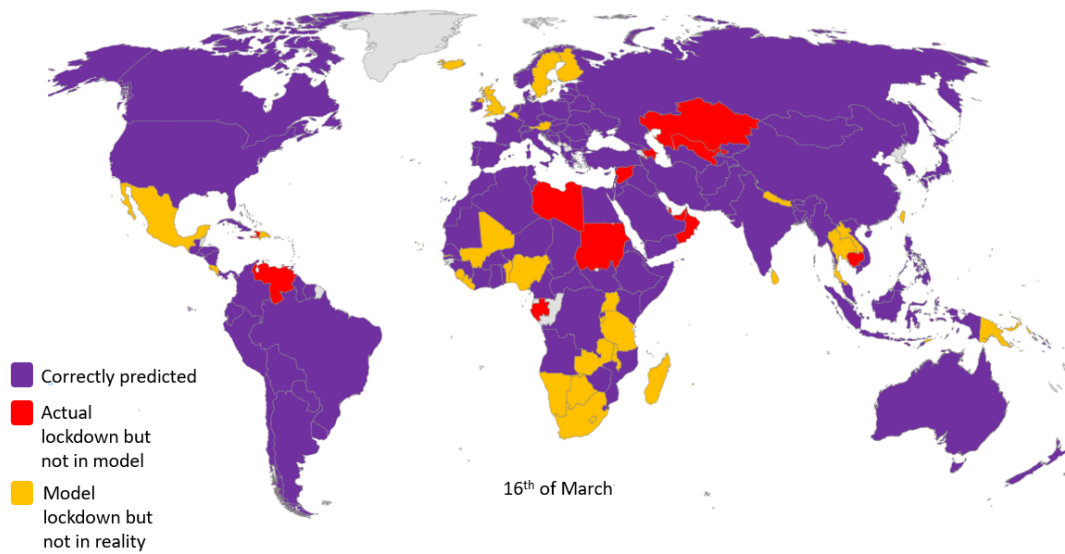 Correctly predicted
Actual
lockdown but
not in model
16th of March
Model
lockdown but
not in reality